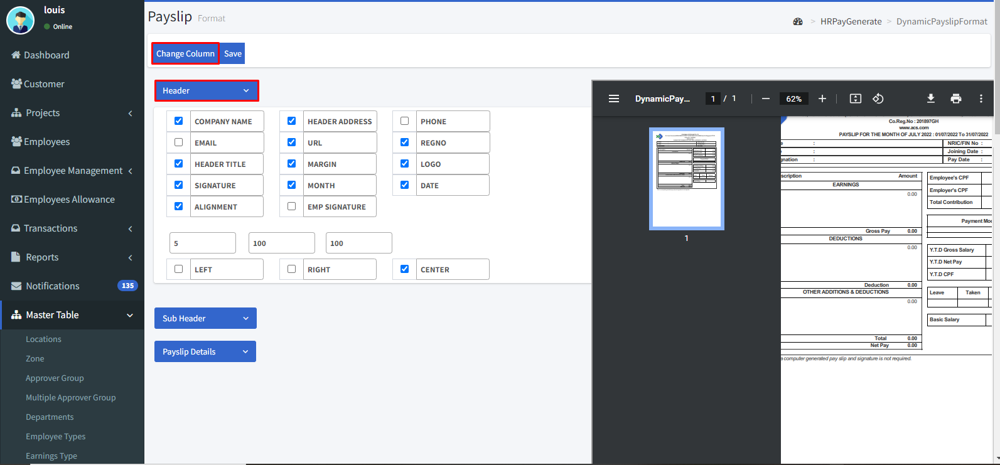 louis
Online
Dashboard
Customer
Projects
Employees
Employee Management
Employees Allowance
Transactions
Reports
Notifications 135
Master Table
Locations
Zone
Approver Group
Multiple Approver Group
Departments
Employee Types
Earnings Type
Payslip Format
> HRPayGenerate > DynamicPayslipFormat
Change Column Save
Header
COMPANY NAME HEADER ADDRESS PHONE
EMAIL URL REGNO
HEADER TITLE MARGIN LOGO
SIGNATURE MONTH DATE
ALIGNMENT EMP SIGNATURE
5 100 100
LEFT RIGHT CENTER
Sub Header
Payslip Details
DynamicPay... 1 / 1 62%
1
Co.Reg.No : 201897GH
www.acs.com
PAYSLIP FOR THE MONTH OF JULY 2022 : 01/07/2022 To 31/07/2022
e : NRIC/FIN No :
: Joining Date :
gnation : Pay Date :
scription Amount
EARNINGS
0.00
Gross Pay 0.00
DEDUCTIONS
0.00
Deduction 0.00
OTHER ADDITIONS & DEDUCTIONS
0.00
Total 0.00
Net Pay 0.00
Employee's CPF
Employer's CPF
Total Contribution
Payment Mod
Y.T.D Gross Salary
Y.T.D Net Pay
Y.T.D CPF
Leave Taken
Basic Salary
a computer generated pay slip and signature is not required.